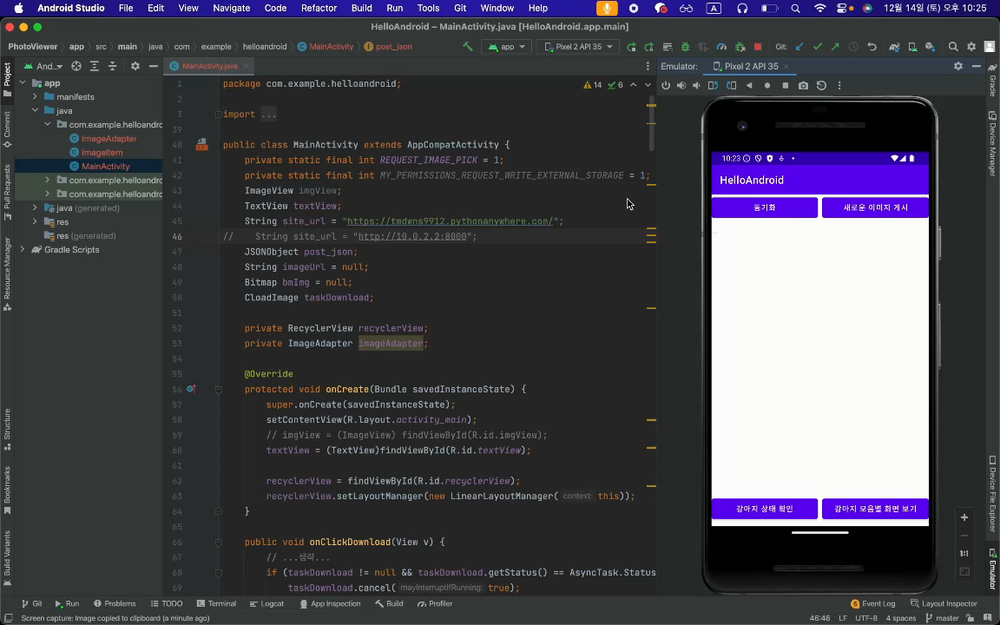 Android Studio File Edit View Navigate Code Refactor Build Run Tools Git Window Help A 12월 14일 (토) 오후 10:25
HelloAndroid – MainActivity.java [HelloAndroid.app.main]
PhotoViewer app src main java com example helloandroid MainActivity post_json app Pixel 2 API 35 Git:
And... MainActivity.java Emulator: Pixel 2 API 35
Project
Commit
Pull Requests
Resource Manager
Structure
Bookmarks
Build Variants
app
manifests
java
com.example.helloandro
ImageAdapter
ImageItem
MainActivity
com.example.helloandro
com.example.helloandro
java (generated)
res
res (generated)
Gradle Scripts
14 6
1 package com.example.helloandroid;
2
3 import ...
39
40 public class MainActivity extends AppCompatActivity {
41 private static final int REQUEST_IMAGE_PICK = 1;
42 private static final int MY_PERMISSIONS_REQUEST_WRITE_EXTERNAL_STORAGE = 1;
43 ImageView imgView;
44 TextView textView;
45 String site_url = "https://tmdwns9912.pythonanywhere.com/";
46 // String site_url = "http://10.0.2.2:8000";
47 JSONObject post_json;
48 String imageUrl = null;
49 Bitmap bmImg = null;
50 CloadImage taskDownload;
51
52 private RecyclerView recyclerView;
53 private ImageAdapter imageAdapter;
54
55 @Override
56 protected void onCreate(Bundle savedInstanceState) {
57 super.onCreate(savedInstanceState);
58 setContentView(R.layout.activity_main);
59 // imgView = (ImageView) findViewById(R.id.imgView);
60 textView = (TextView)findViewById(R.id.textView);
61
62 recyclerView = findViewById(R.id.recyclerView);
63 recyclerView.setLayoutManager(new LinearLayoutManager( context: this));
64 }
65
66 public void onClickDownload(View v) {
67 // ...생략...
68 if (taskDownload != null && taskDownload.getStatus() == AsyncTask.Status
taskDownload.cancel( mayInterruptIfRunning: true);
10:23
HelloAndroid
동기화 새로운 이미지 게시
강아지 상태 확인 강아지 모음별 화면 보기
1:1
Gradle
Device Manager
Device File Explorer
Emulator
Git Run Problems TODO Terminal Logcat App Inspection Build Profiler Event Log Layout Inspector
Screen capture: Image copied to clipboard (a minute ago) 46:46 LF UTF-8 4 spaces master